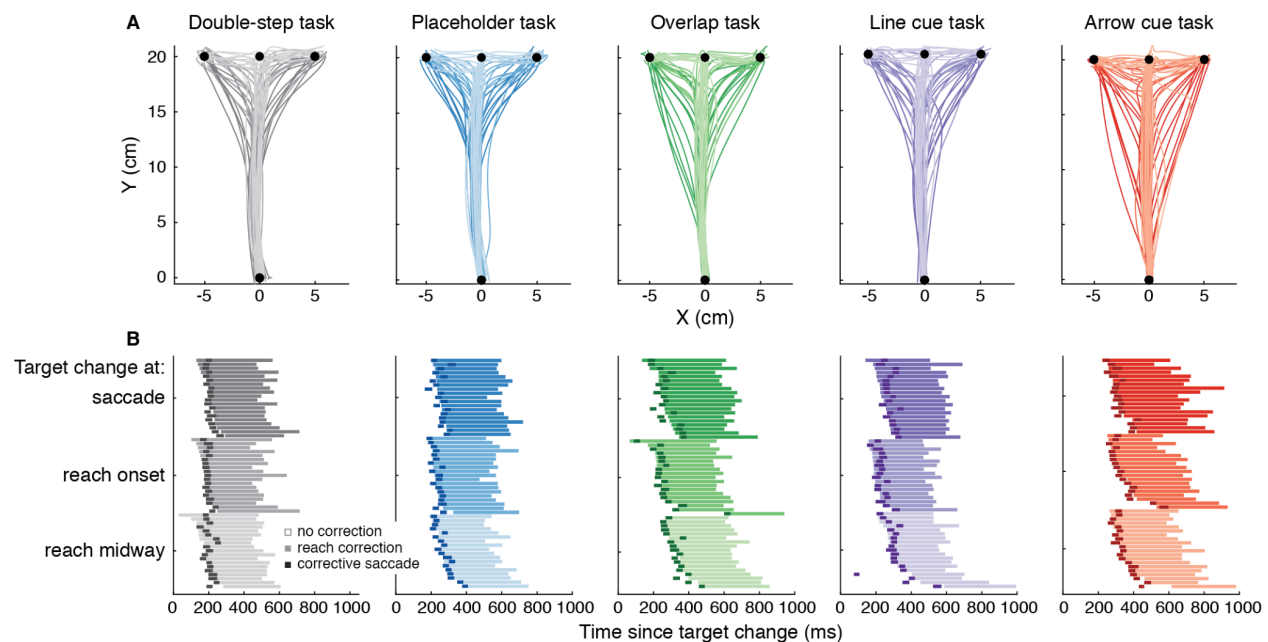 A Double-step task Placeholder task Overlap task Line cue task Arrow cue task
20
15
10
5
0
Y (cm)
-5 0 5 -5 0 5 -5 0 5 -5 0 5 -5 0 5
X (cm)
B
Target change at:
saccade
reach onset
reach midway
no correction
reach correction
corrective saccade
0 200 400 600 800 1000 0 200 400 600 800 1000 0 200 400 600 800 1000 0 200 400 600 800 1000 0 200 400 600 800 1000
Time since target change (ms)